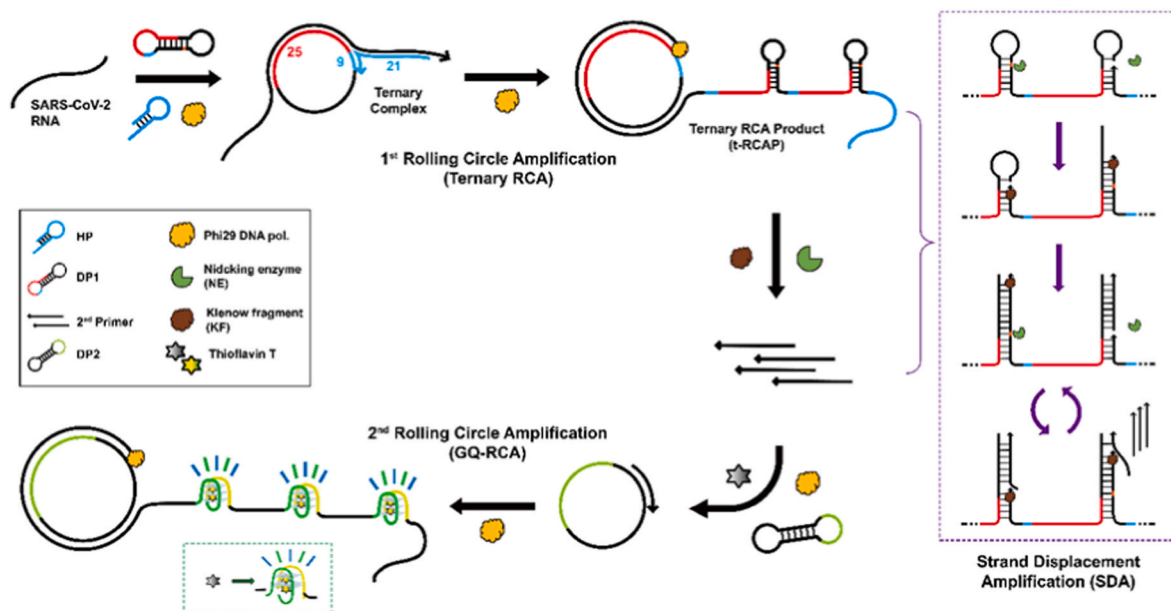 SARS-CoV-2
RNA
25
9
21
Ternary
Complex
1st Rolling Circle Amplification
(Ternary RCA)
Ternary RCA Product
(t-RCAP)
HP
DP1
2nd Primer
DP2
Phi29 DNA pol.
Nidcking enzyme
(NE)
Klenow fragment
(KF)
Thioflavin T
2nd Rolling Circle Amplification
(GQ-RCA)
Strand Displacement
Amplification (SDA)